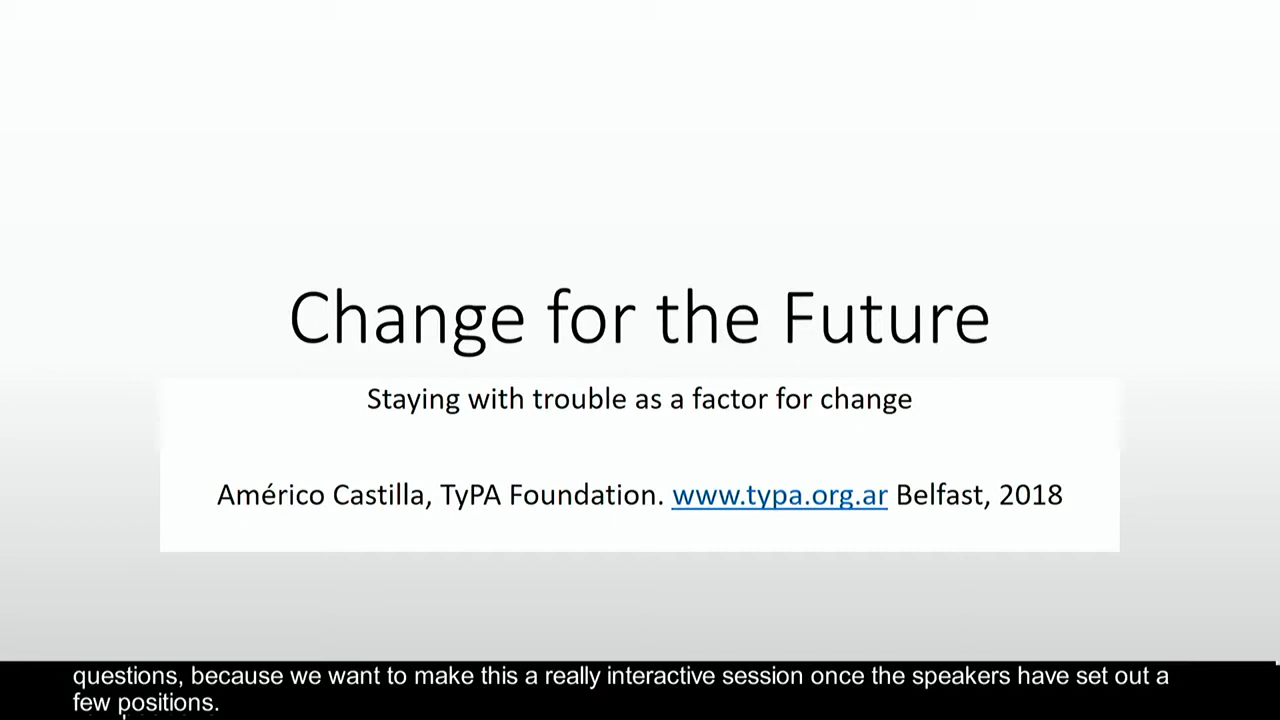 Change for the Future
Staying with trouble as a factor for change
Américo Castilla, TyPA Foundation. www.typa.org.ar Belfast, 2018
questions, because we want to make this a really interactive session once the speakers have set out a
few positions.